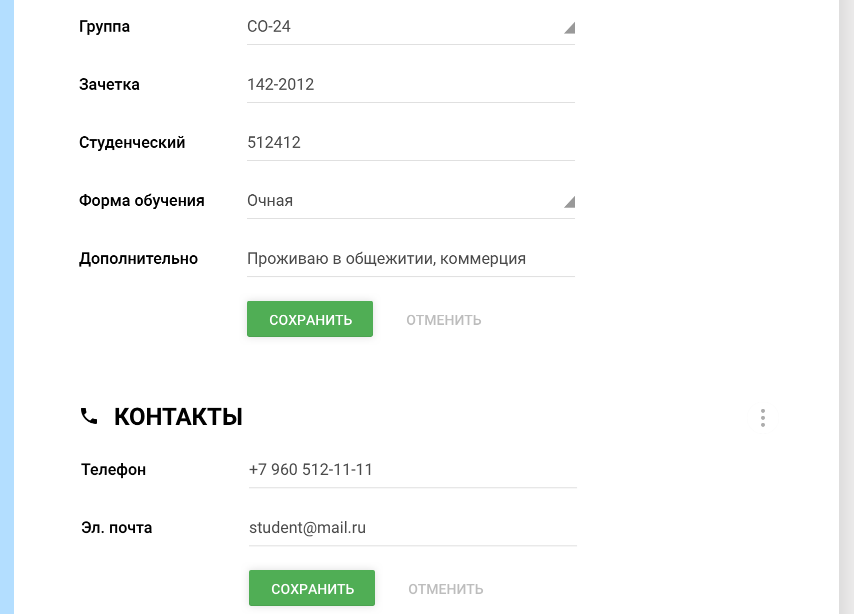 Группа СО-24
Зачетка 142-2012
Студенческий 512412
Форма обучения Очная
Дополнительно Проживаю в общежитии, коммерция
СОХРАНИТЬ ОТМЕНИТЬ
КОНТАКТЫ
Телефон +7 960 512-11-11
Эл. почта student@mail.ru
СОХРАНИТЬ ОТМЕНИТЬ